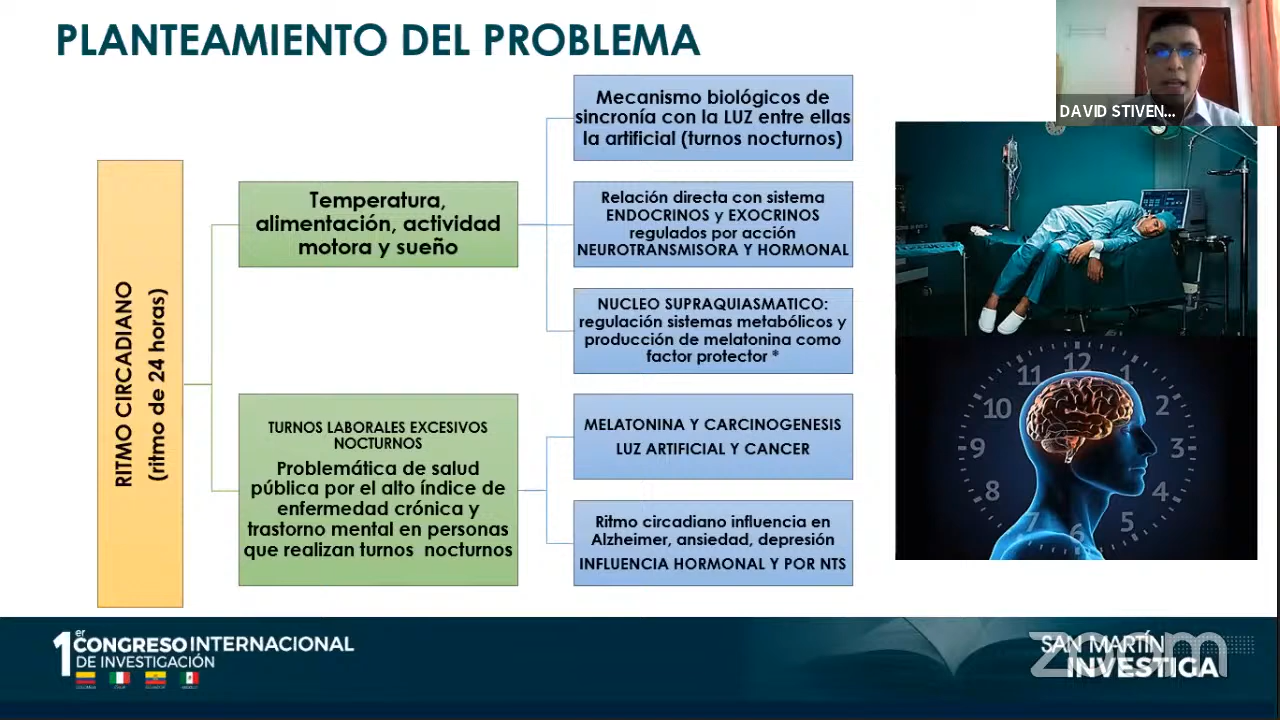 PLANTEAMIENTO DEL PROBLEMA
DAVID STIVEN...
RITMO CIRCADIANO
(ritmo de 24 horas)
Temperatura,
alimentación, actividad
motora y sueño
Mecanismo biológicos de
sincronía con la LUZ entre ellas
la artificial (turnos nocturnos)
Relación directa con sistema
ENDOCRINOS y EXOCRINOS
regulados por acción
NEUROTRANSMISORA Y HORMONAL
NUCLEO SUPRAQUIASMATICO:
regulación sistemas metabólicos y
producción de melatonina como
factor protector *
TURNOS LABORALES EXCESIVOS
NOCTURNOS
Problemática de salud
pública por el alto índice de
enfermedad crónica y
trastorno mental en personas
que realizan turnos nocturnos
MELATONINA Y CARCINOGENESIS
LUZ ARTIFICIAL Y CANCER
Ritmo circadiano influencia en
Alzheimer, ansiedad, depresión
INFLUENCIA HORMONAL Y POR NTS
12
11 1
10 2
9 3
8 4
7 5
6
1er CONGRESO INTERNACIONAL
DE INVESTIGACIÓN
SAN MARTÍN
INVESTIGA
zoom